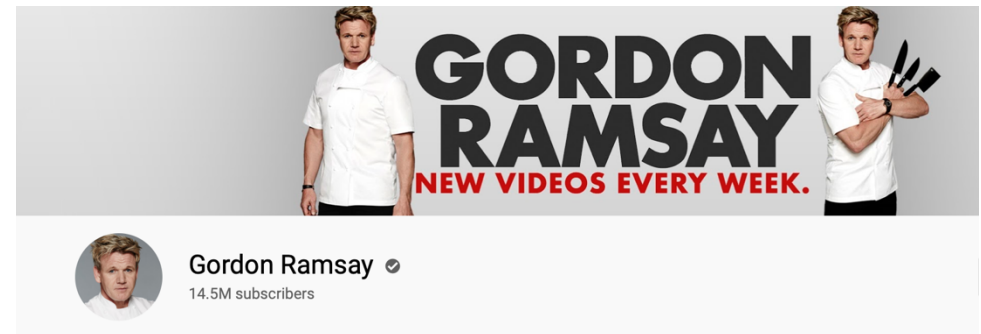 GORDON
RAMSAY
NEW VIDEOS EVERY WEEK.
Gordon Ramsay
14.5M subscribers